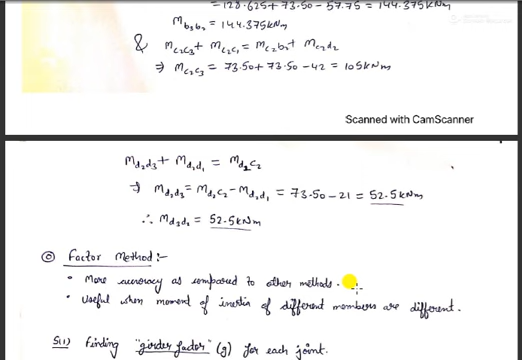 = 128.625 + 73.50 - 57.75 = 144.375 kNm
M b3b2 = 144.375 kNm
& M c2c3 + M c2c1 = M c2b2 + M c2d2
⇒ M c2c3 = 73.50 + 73.50 - 42 = 105 kNm
Scanned with CamScanner
M d2d3 + M d2d1 = M d2c2
⇒ M d2d3 = M d2c2 - M d2d1 = 73.50 - 21 = 52.5 kNm
∴ M d3d2 = 52.5 kNm
© Factor Method:-
• More accuracy as compared to other methods.
• Useful when moment of inertia of different members are different.
S(1) Finding "girder factor" (g) for each joint.